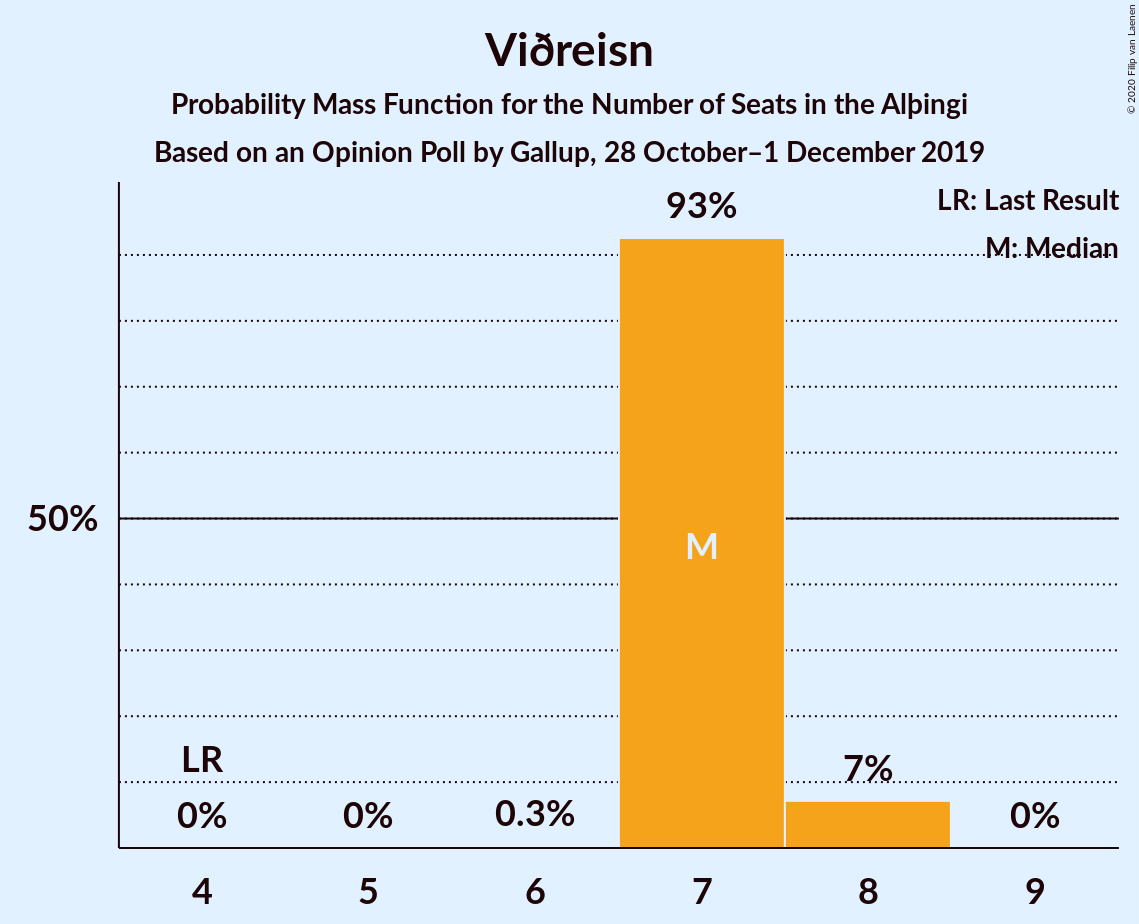 Viðreisn
Probability Mass Function for the Number of Seats in the Alþingi
Based on an Opinion Poll by Gallup, 28 October–1 December 2019
© 2020 Filip van Laenen
LR: Last Result
M: Median
93%
50%
M
LR
7%
0%
0%
0.3%
0%
4
5
6
7
8
9